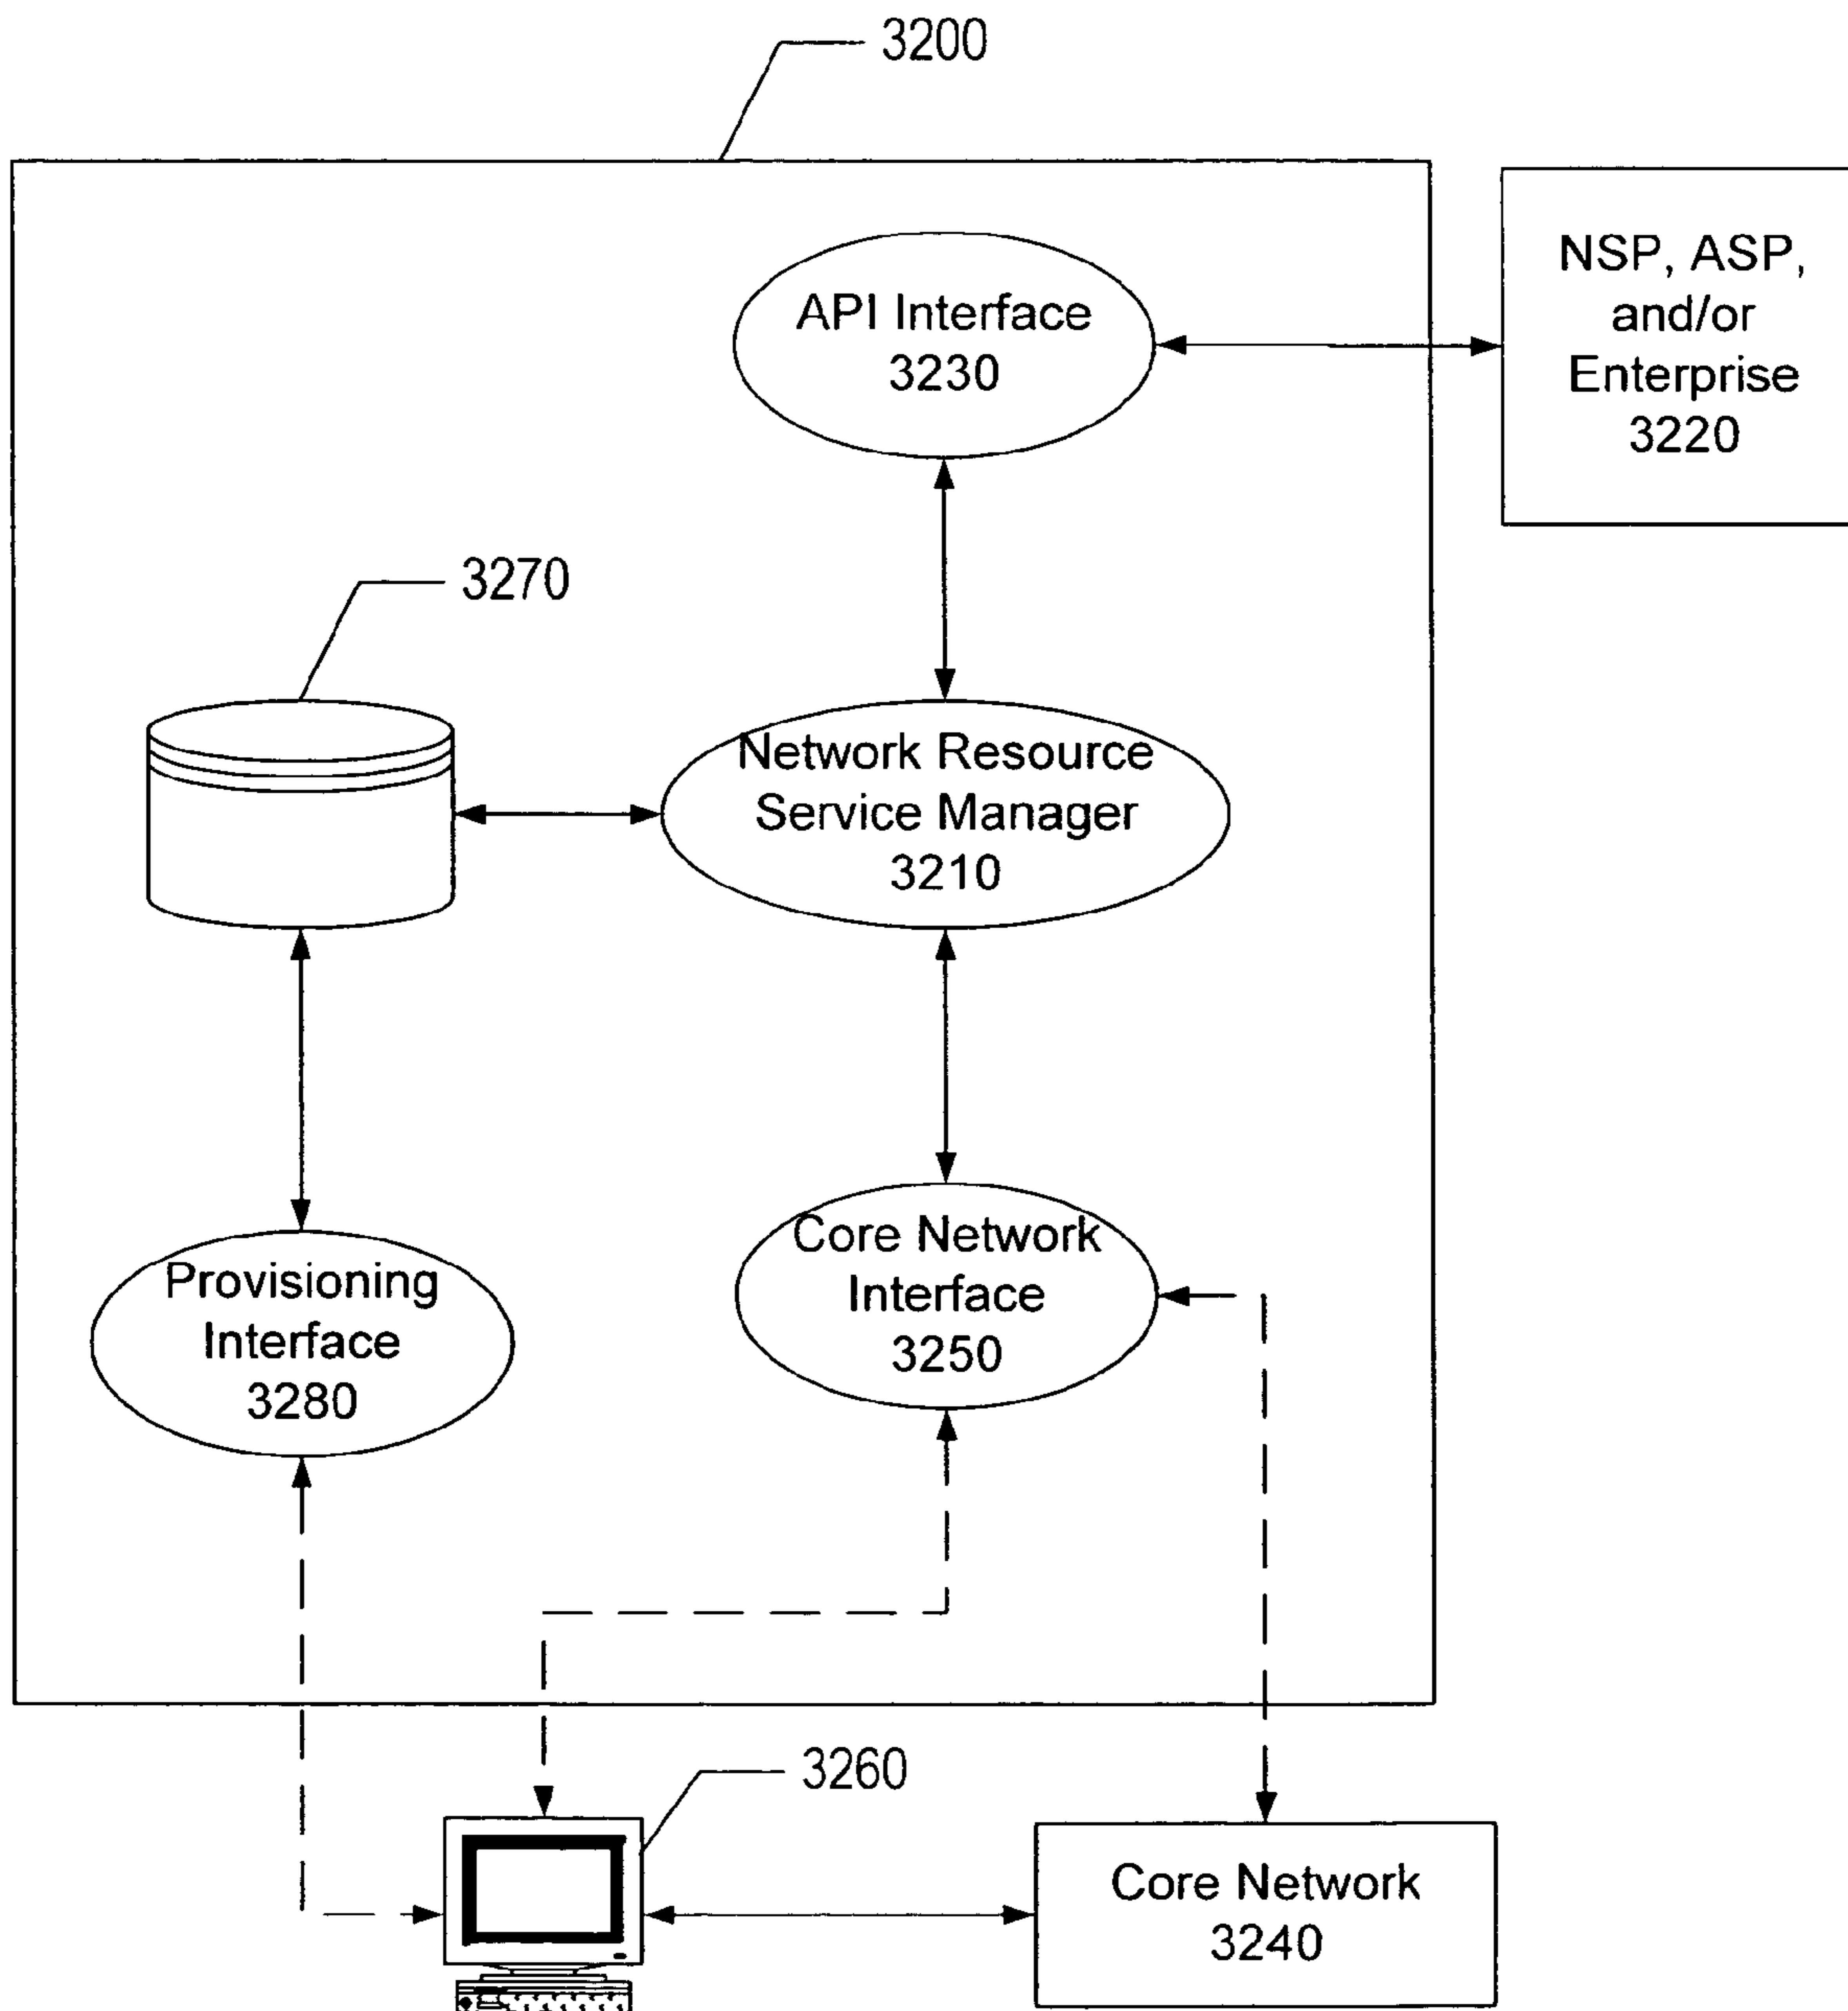 3200
NSP, ASP,
and/or
Enterprise
3220
API Interface
3230
3270
Network Resource
Service Manager
3210
Core Network
Interface
3250
Provisioning
Interface
3280
3260
Core Network
3240